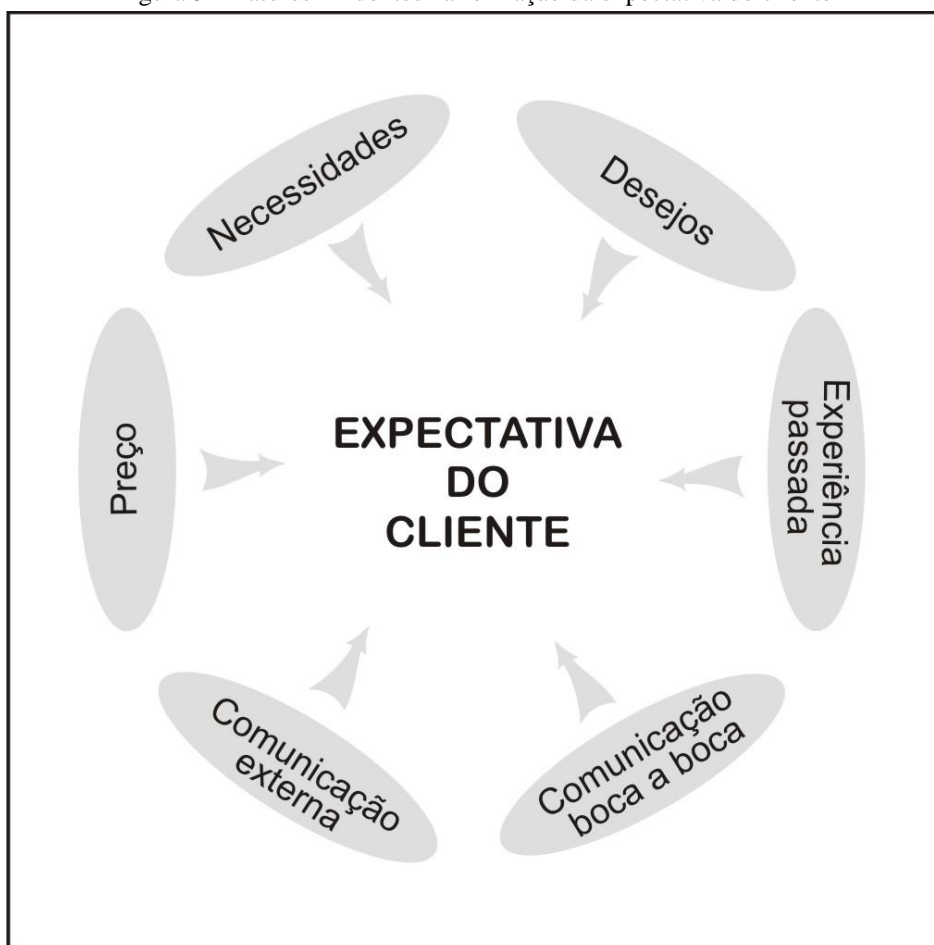 Necessidades
Desejos
Preço
EXPECTATIVA
DO
CLIENTE
Experiência
passada
Comunicação
externa
Comunicação
boca a boca